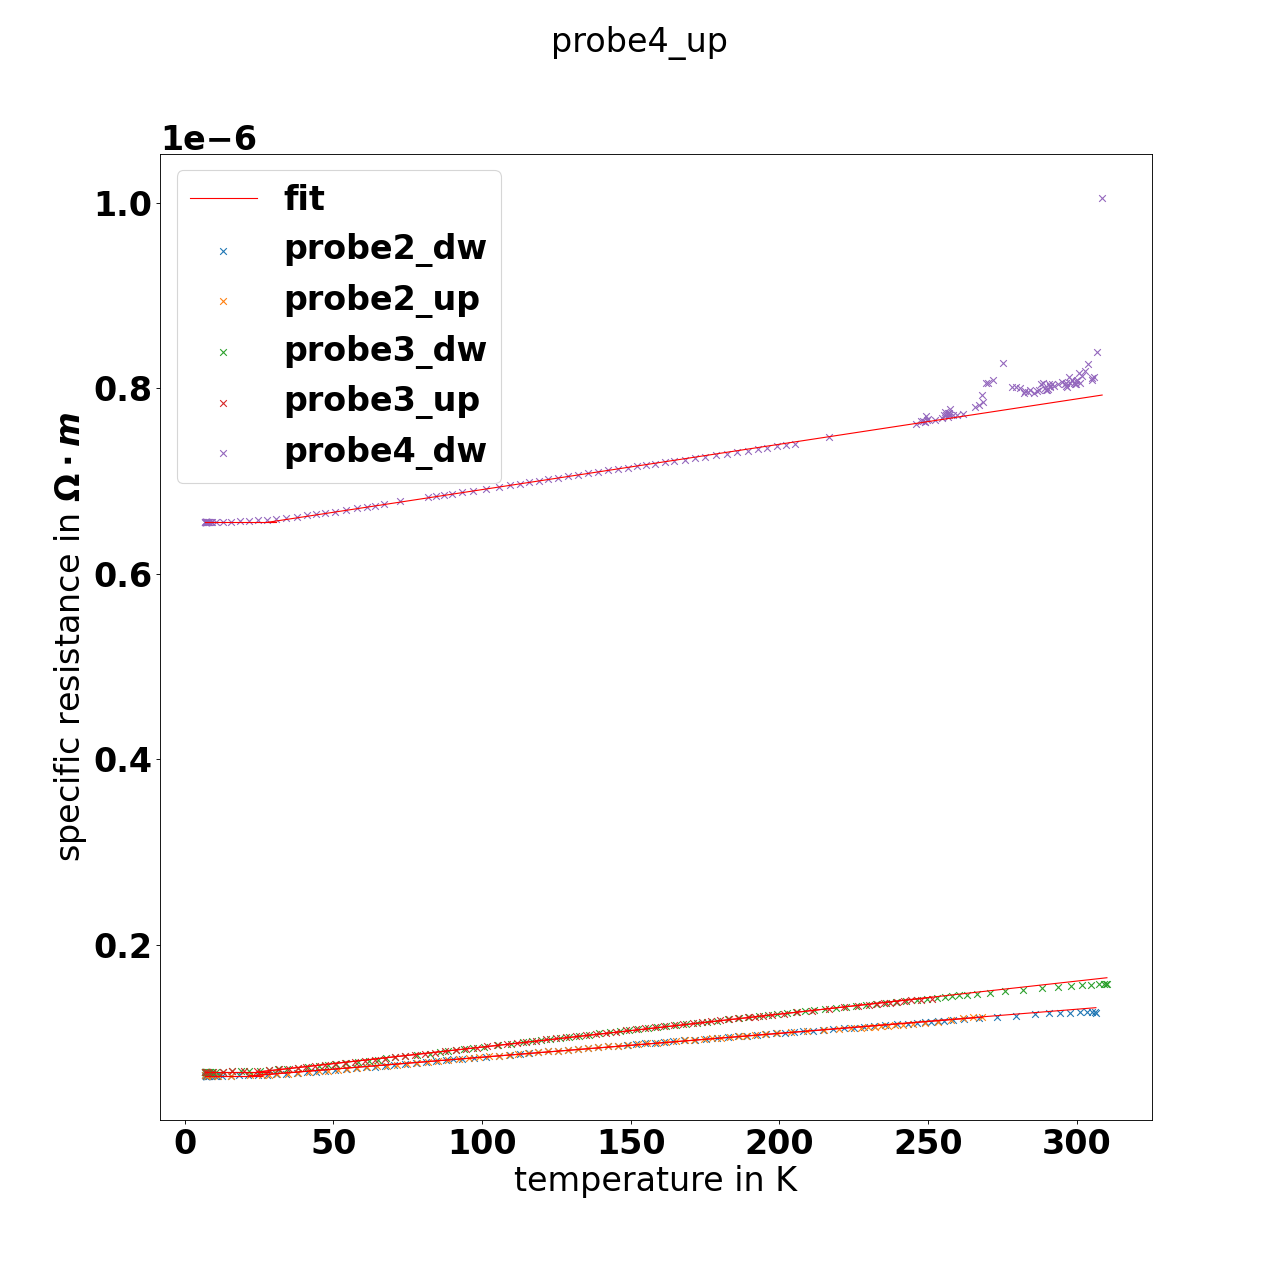 probe4_up
1e−6
1.0
0.8
0.6
0.4
0.2
specific resistance in Ω · m
fit
probe2_dw
probe2_up
probe3_dw
probe3_up
probe4_dw
0 50 100 150 200 250 300
temperature in K